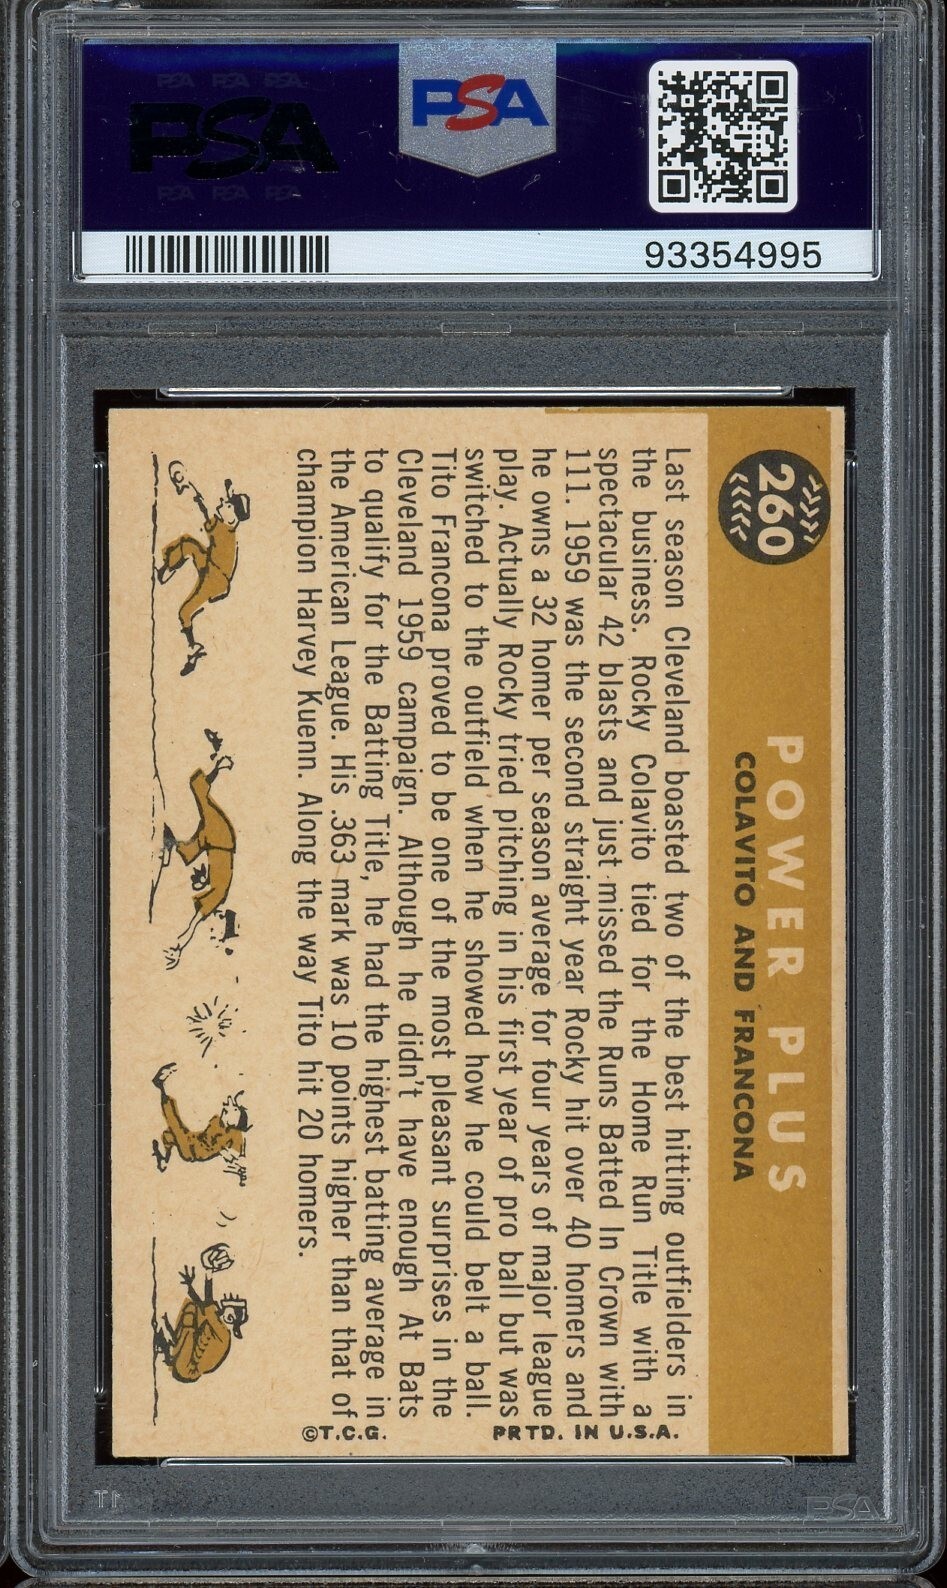 PSA PSA PSA
PSA
PSA PSA PSA
PSA
93354995
260
POWER PLUS
COLAVITO AND FRANCONA
Last season Cleveland boasted two of the best hitting outfielders in
the business. Rocky Colavito tied for the Home Run Title with a
spectacular 42 blasts and just missed the Runs Batted In Crown with
111. 1959 was the second straight year Rocky hit over 40 homers and
he owns a 32 homer per season average for four years of major league
play. Actually Rocky tried pitching in his first year of pro ball but was
switched to the outfield when he showed how he could belt a ball.
Tito Francona proved to be one of the most pleasant surprises in the
Cleveland 1959 campaign. Although he didn't have enough At Bats
to qualify for the Batting Title, he had the highest batting average in
the American League. His .363 mark was 10 points higher than that of
champion Harvey Kuenn. Along the way Tito hit 20 homers.
PRTD. IN U.S.A.
©T.C.G.
PSA